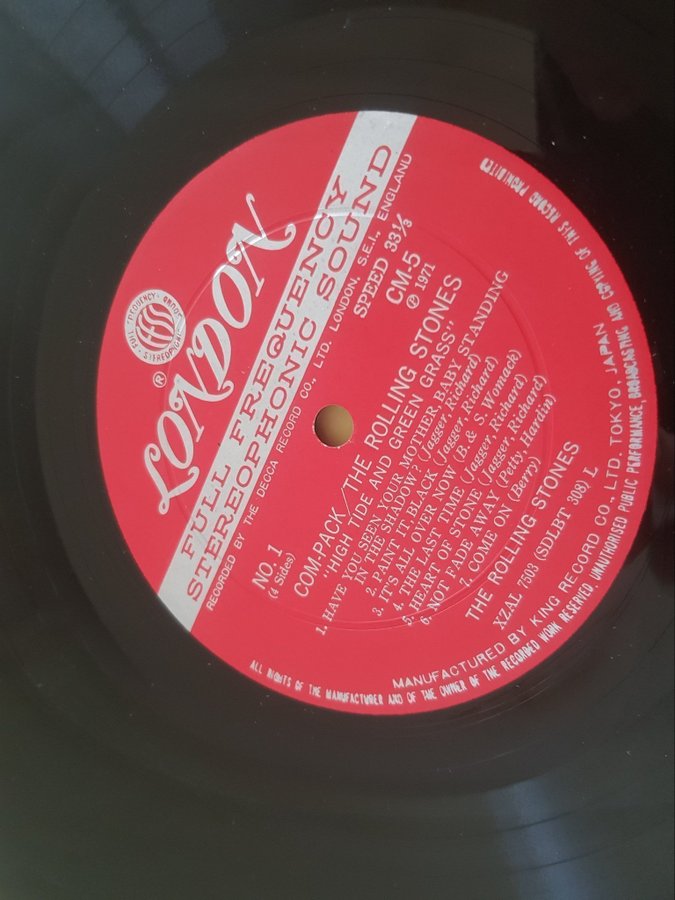 FULL FREQUENCY
ffss
STEREOPHONIC SOUND
®
LONDON
FULL FREQUENCY
STEREOPHONIC SOUND
RECORDED BY THE DECCA RECORD CO., LTD. LONDON, S.E.I., ENGLAND
SPEED 33⅓
NO. 1
(4 Sides)
CM-5
℗ 1971
COM-PACK/THE ROLLING STONES
"HIGH TIDE AND GREEN GRASS"
1. HAVE YOU SEEN YOUR MOTHER BABY STANDING
IN THE SHADOW? (Jagger, Richard)
2. PAINT IT, BLACK (Jagger, Richard)
3. IT'S ALL OVER NOW (B. & S. Womack)
4. THE LAST TIME (Jagger, Richard)
5. HEART OF STONE (Jagger, Richard)
6. NOT FADE AWAY (Petty, Hardin)
7. COME ON (Berry)
THE ROLLING STONES
XZAL 7503 (SDLBT 308) L
MANUFACTURED BY KING RECORD CO., LTD. TOKYO, JAPAN
ALL RIGHTS OF THE MANUFACTURER AND OF THE OWNER OF THE RECORDED WORK RESERVED. UNAUTHORISED PUBLIC PERFORMANCE, BROADCASTING AND COPYING OF THIS RECORD PROHIBITED